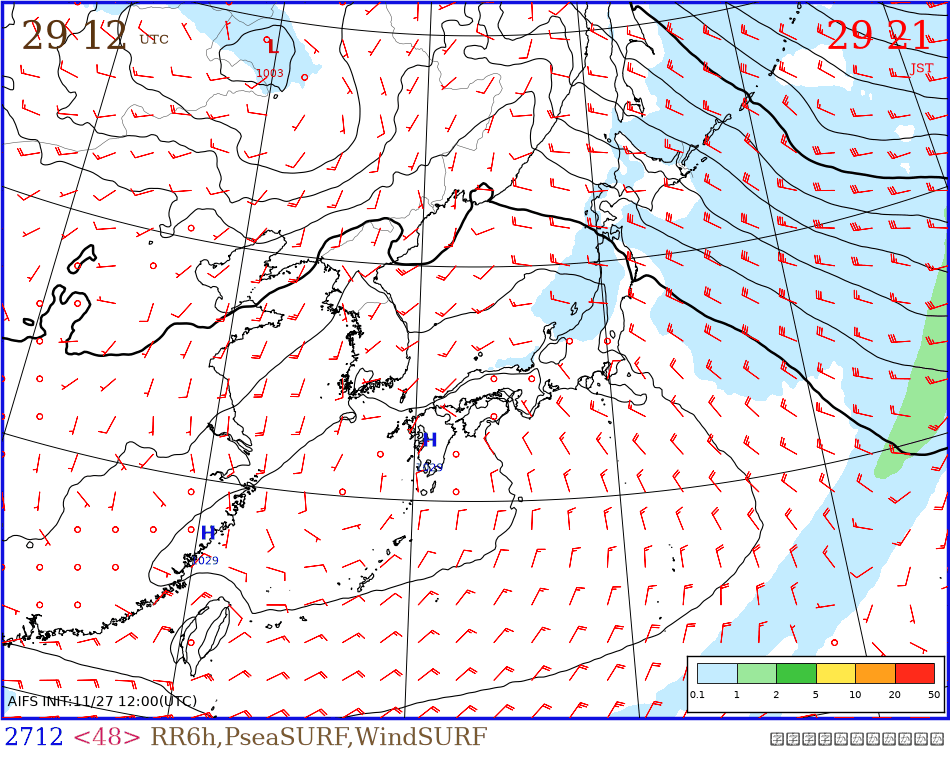 29 12 UTC
29 21
JST
L
1003
H
H
1029
AIFS INIT:11/27 12:00(UTC)
0.1 1 2 5 10 20 50
2712 <48> RR6h,PseaSURF,WindSURF